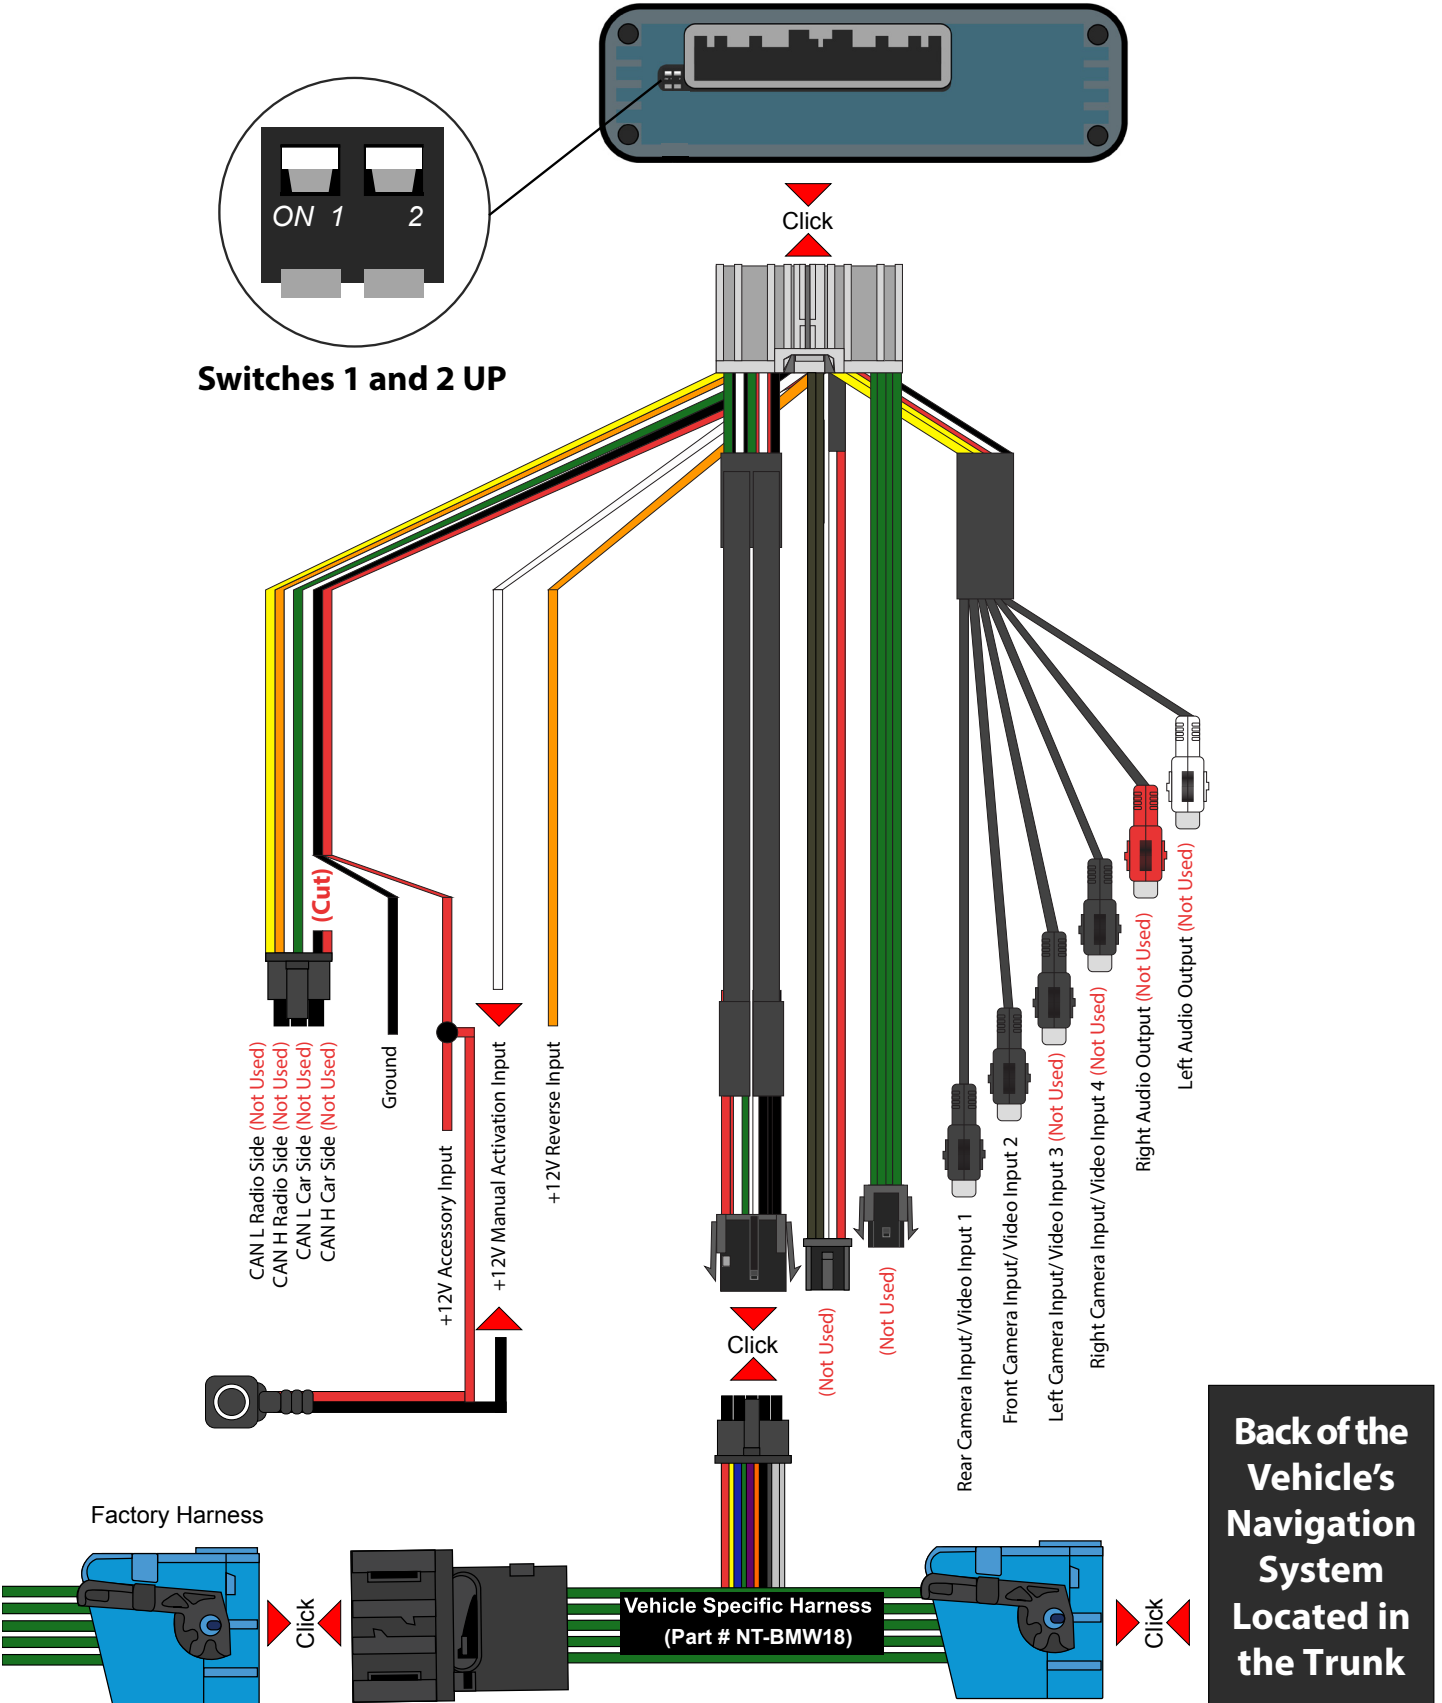 ON 1 2
Click
Switches 1 and 2 UP
(Cut)
CAN L Radio Side (Not Used)
CAN H Radio Side (Not Used)
CAN L Car Side (Not Used)
CAN H Car Side (Not Used)
Ground
+12V Accessory Input
+12V Manual Activation Input
+12V Reverse Input
Click
(Not Used)
(Not Used)
Rear Camera Input/ Video Input 1
Front Camera Input/ Video Input 2
Left Camera Input/ Video Input 3 (Not Used)
Right Camera Input/ Video Input 4 (Not Used)
Right Audio Output (Not Used)
Left Audio Output (Not Used)
Factory Harness
Click
Vehicle Specific Harness
(Part # NT-BMW18)
Click
Back of the
Vehicle’s
Navigation
System
Located in
the Trunk